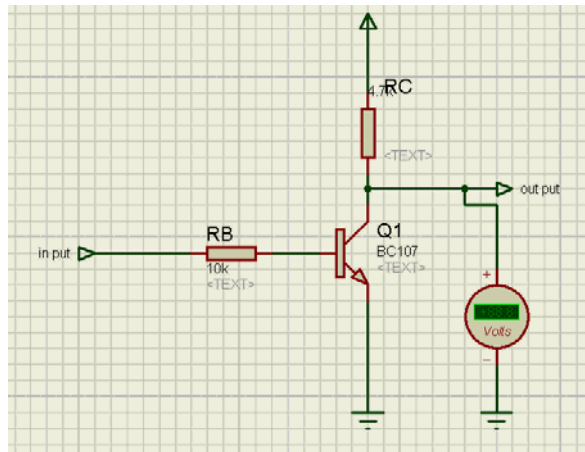 4.7k
RC
<TEXT>
out put
RB
Q1
in put
BC107
10k
<TEXT>
<TEXT>
+
Volts
-